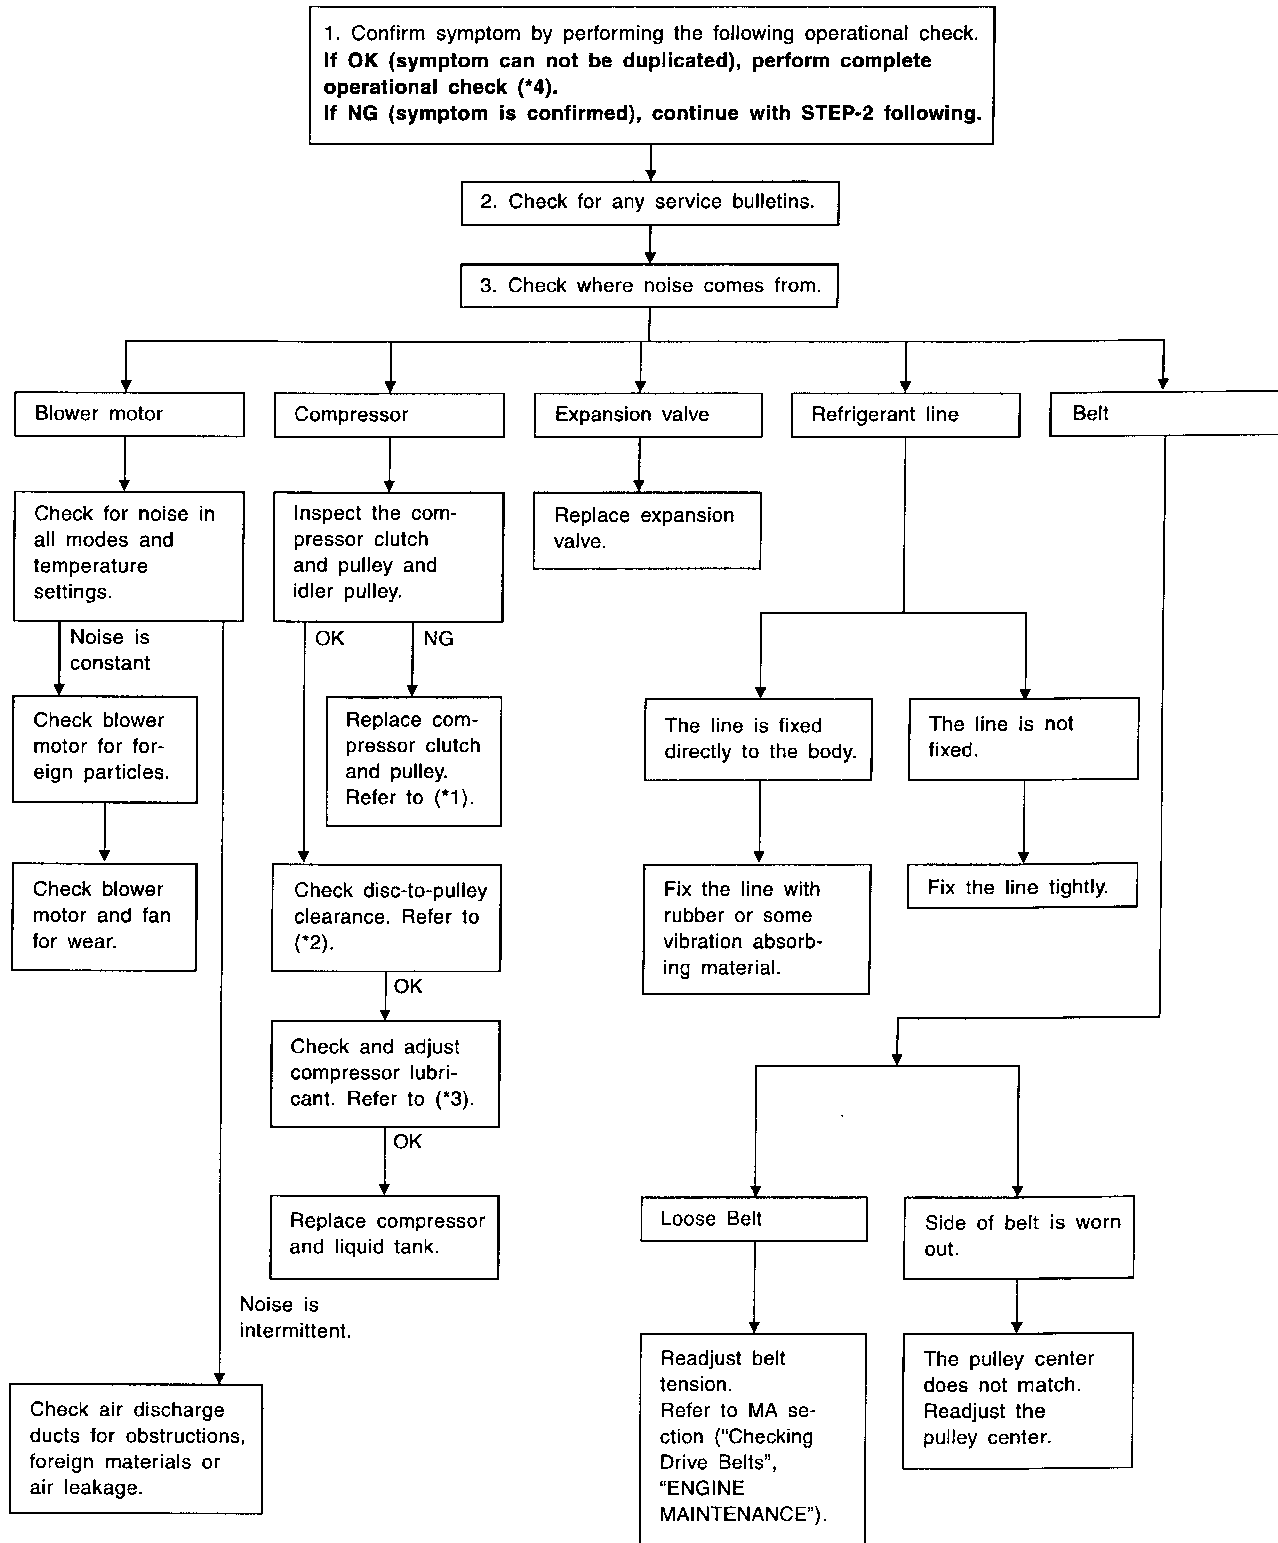 1. Confirm symptom by performing the following operational check.
If OK (symptom can not be duplicated), perform complete
operational check (*4).
If NG (symptom is confirmed), continue with STEP-2 following.
2. Check for any service bulletins.
3. Check where noise comes from.
Blower motor
Compressor
Expansion valve
Refrigerant line
Belt
Check for noise in
all modes and
temperature
settings.
Inspect the com-
pressor clutch
and pulley and
idler pulley.
Replace expansion
valve.
Noise is
constant
OK
NG
Check blower
motor for for-
eign particles.
Replace com-
pressor clutch
and pulley.
Refer to (*1).
The line is fixed
directly to the body.
The line is not
fixed.
Check blower
motor and fan
for wear.
Check disc-to-pulley
clearance. Refer to
(*2).
Fix the line with
rubber or some
vibration absorb-
ing material.
Fix the line tightly.
OK
Check and adjust
compressor lubri-
cant. Refer to (*3).
OK
Replace compressor
and liquid tank.
Loose Belt
Side of belt is worn
out.
Noise is
intermittent.
Check air discharge
ducts for obstructions,
foreign materials or
air leakage.
Readjust belt
tension.
Refer to MA se-
ction ("Checking
Drive Belts",
"ENGINE
MAINTENANCE").
The pulley center
does not match.
Readjust the
pulley center.